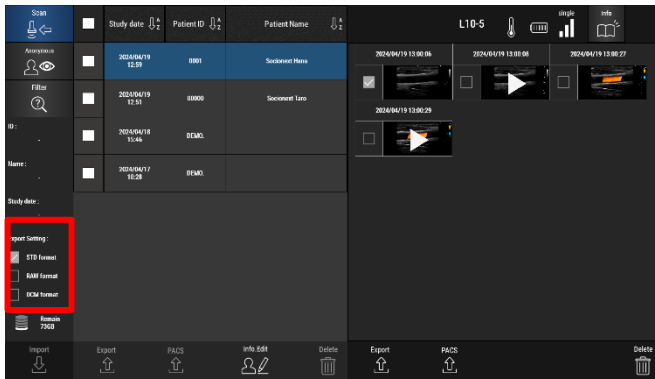 Scan
Study date
Patient ID
Patient Name
L10-5
single
Info
Anonymous
2024/04/19
12:59
0001
Socionext Hana
2024/04/19 13:00:06
2024/04/19 13:00:08
2024/04/19 13:00:27
Filter
2024/04/19
12:51
00000
Socionext Taro
2024/04/19 13:00:29
ID :
2024/04/18
15:46
DEMO.
Name :
2024/04/17
10:28
DEMO.
Study date :
xport Setting :
STD format
RAW format
DCM format
Remain
73GB
Import
Export
PACS
Info.Edit
Delete
Export
PACS
Delete